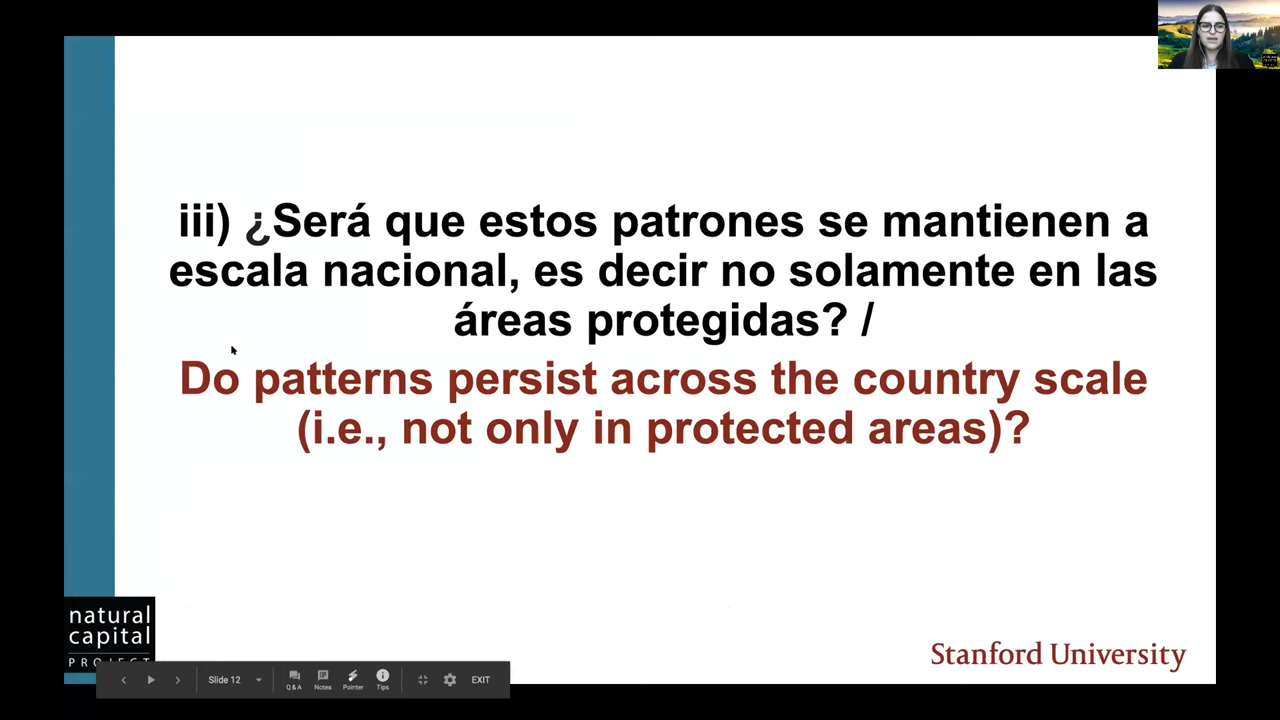 iii) ¿Será que estos patrones se mantienen a
escala nacional, es decir no solamente en las
áreas protegidas? /
Do patterns persist across the country scale
(i.e., not only in protected areas)?
natural
capital
PROJECT
Stanford University
Slide 12
Q&A
Notes
Pointer
Tips
EXIT